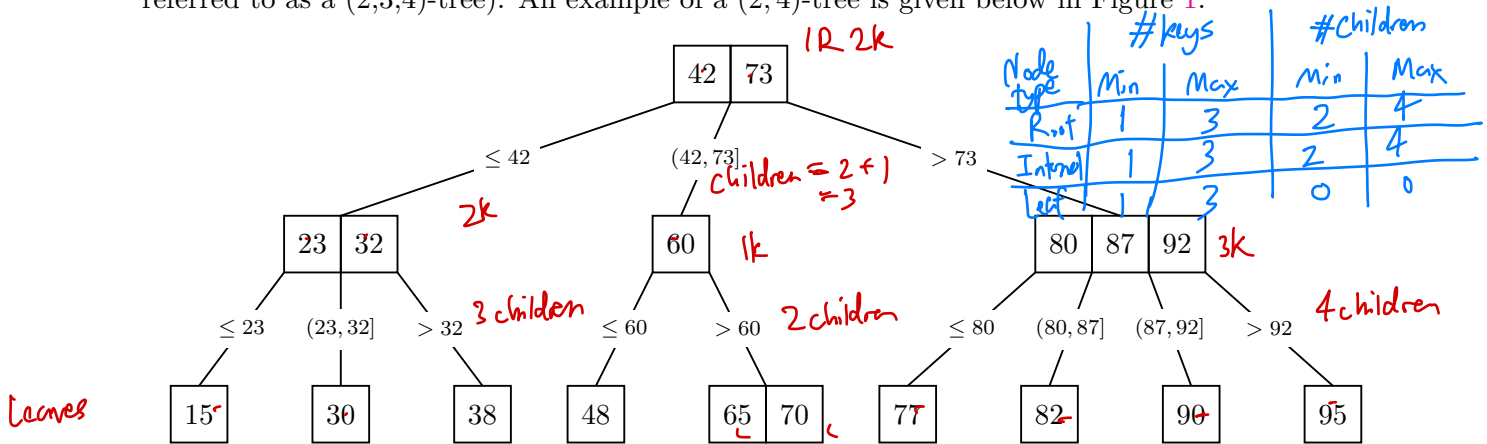 referred to as a (2,3,4)-tree). An example of a (2, 4)-tree is given below in Figure 1.
1R 2k
#keys #Children
Node type Min Max Min Max
Root 1 3 2 4
Internal 1 3 2 4
Leaf 1 3 0 0
42 73
≤ 42 (42, 73] > 73
children = 2 + 1
= 3
2k
23 32 60 1k 80 87 92 3k
≤ 23 (23, 32] > 32 3 children ≤ 60 > 60 2 children ≤ 80 (80, 87] (87, 92] > 92 4 children
Leaves 15 30 38 48 65 70 77 82 90 95